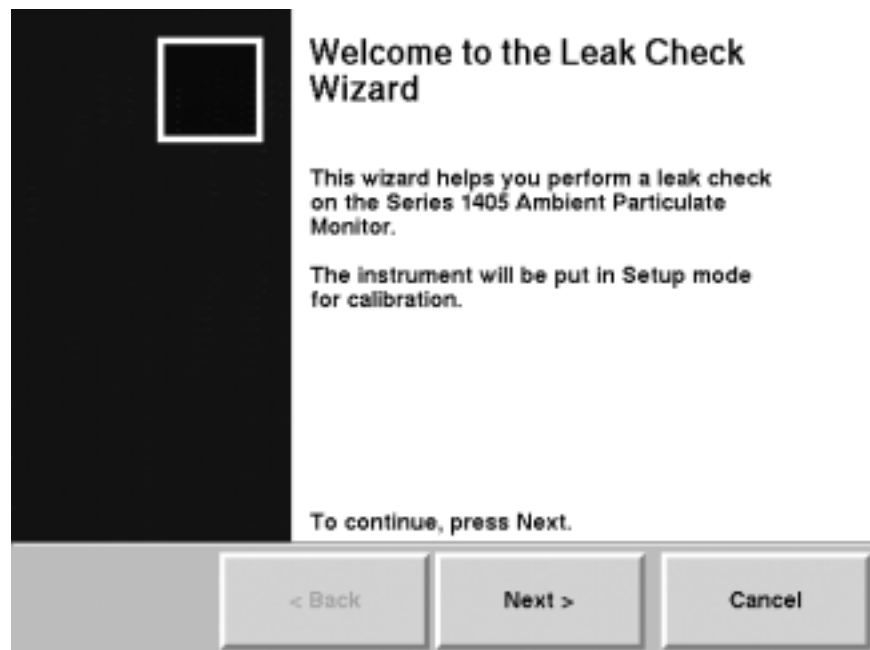 Welcome to the Leak Check
Wizard
This wizard helps you perform a leak check
on the Series 1405 Ambient Particulate
Monitor.
The instrument will be put in Setup mode
for calibration.
To continue, press Next.
< Back
Next >
Cancel